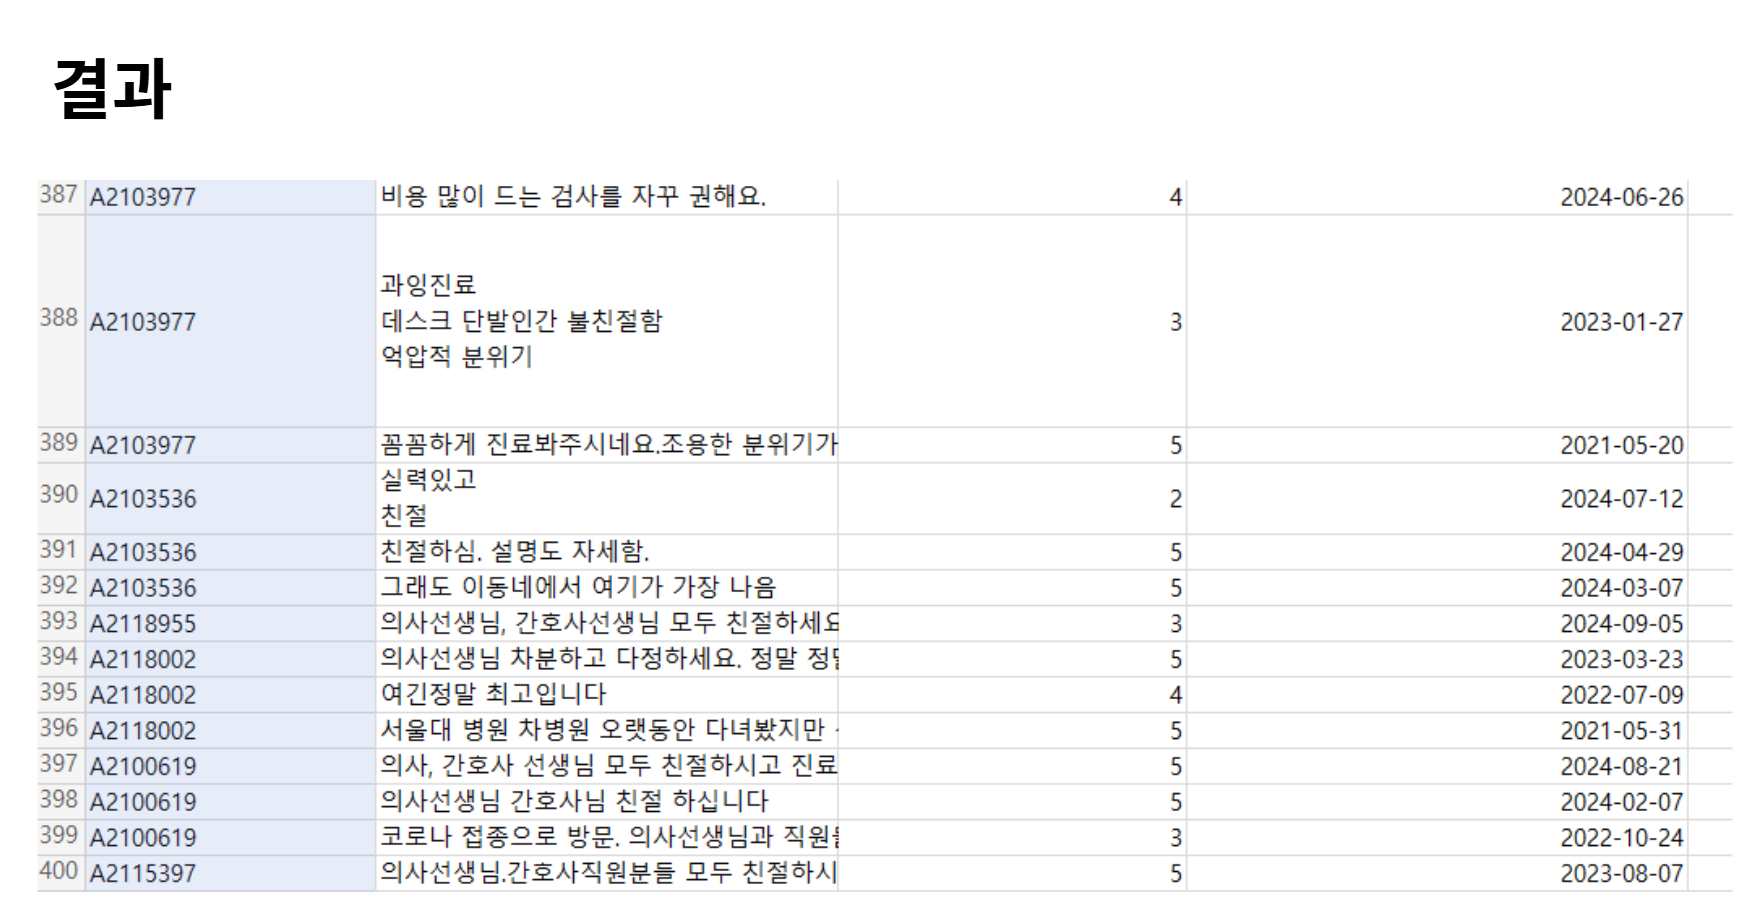 결과
387 A2103977 비용 많이 드는 검사를 자꾸 권해요. 4 2024-06-26
과잉진료
데스크 단발인간 불친절함
388 A2103977 3 2023-01-27
억압적 분위기
389 A2103977 꼼꼼하게 진료봐주시네요.조용한 분위기가 5 2021-05-20
실력있고
390 A2103536 2 2024-07-12
친절
391 A2103536 친절하심. 설명도 자세함. 5 2024-04-29
392 A2103536 그래도 이동네에서 여기가 가장 나음 5 2024-03-07
393 A2118955 의사선생님, 간호사선생님 모두 친절하세요 3 2024-09-05
394 A2118002 의사선생님 차분하고 다정하세요. 정말 5 2023-03-23
395 A2118002 여긴정말 최고입니다 4 2022-07-09
396 A2118002 서울대 병원 차병원 오랫동안 다녀봤지만 5 2021-05-31
397 A2100619 의사, 간호사 선생님 모두 친절하시고 진료 5 2024-08-21
398 A2100619 의사선생님 간호사님 친절 하십니다 5 2024-02-07
399 A2100619 코로나 접종으로 방문. 의사선생님과 3 2022-10-24
400 A2115397 의사선생님.간호사직원분들 모두 친절하시 5 2023-08-07